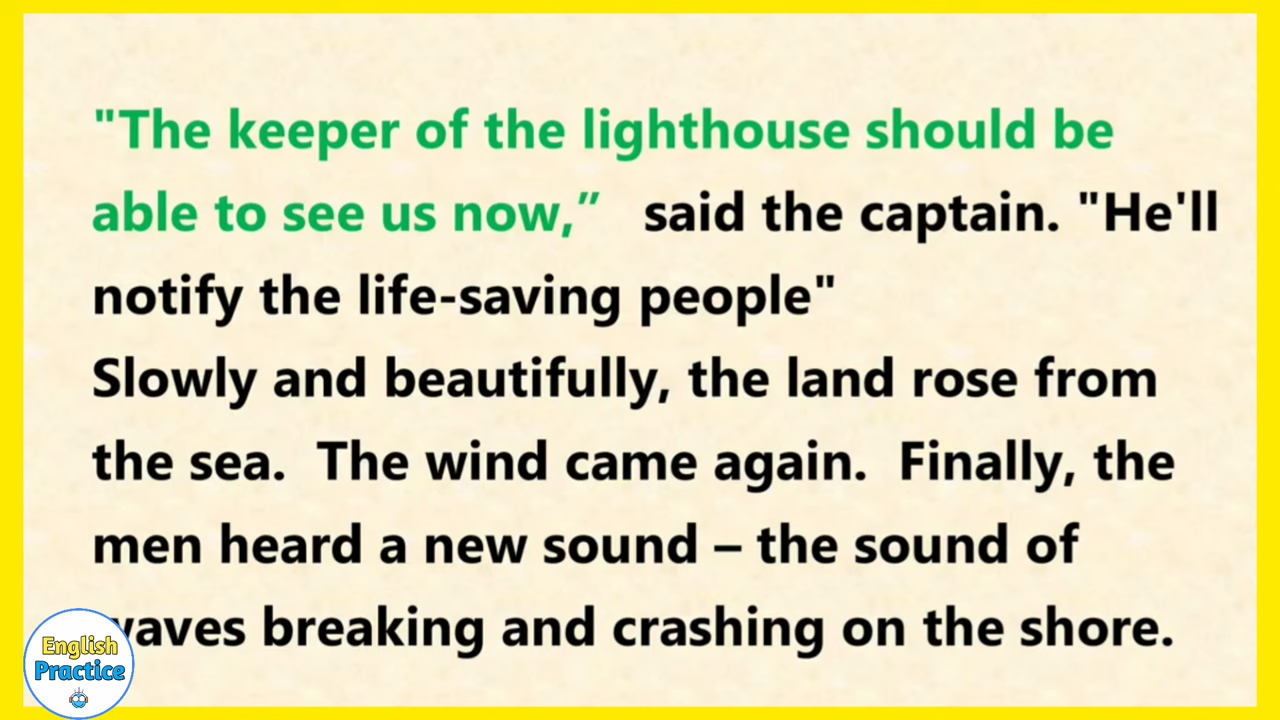 "The keeper of the lighthouse should be
able to see us now,” said the captain. "He'll
notify the life-saving people"
Slowly and beautifully, the land rose from
the sea. The wind came again. Finally, the
men heard a new sound – the sound of
waves breaking and crashing on the shore.
English
Practice